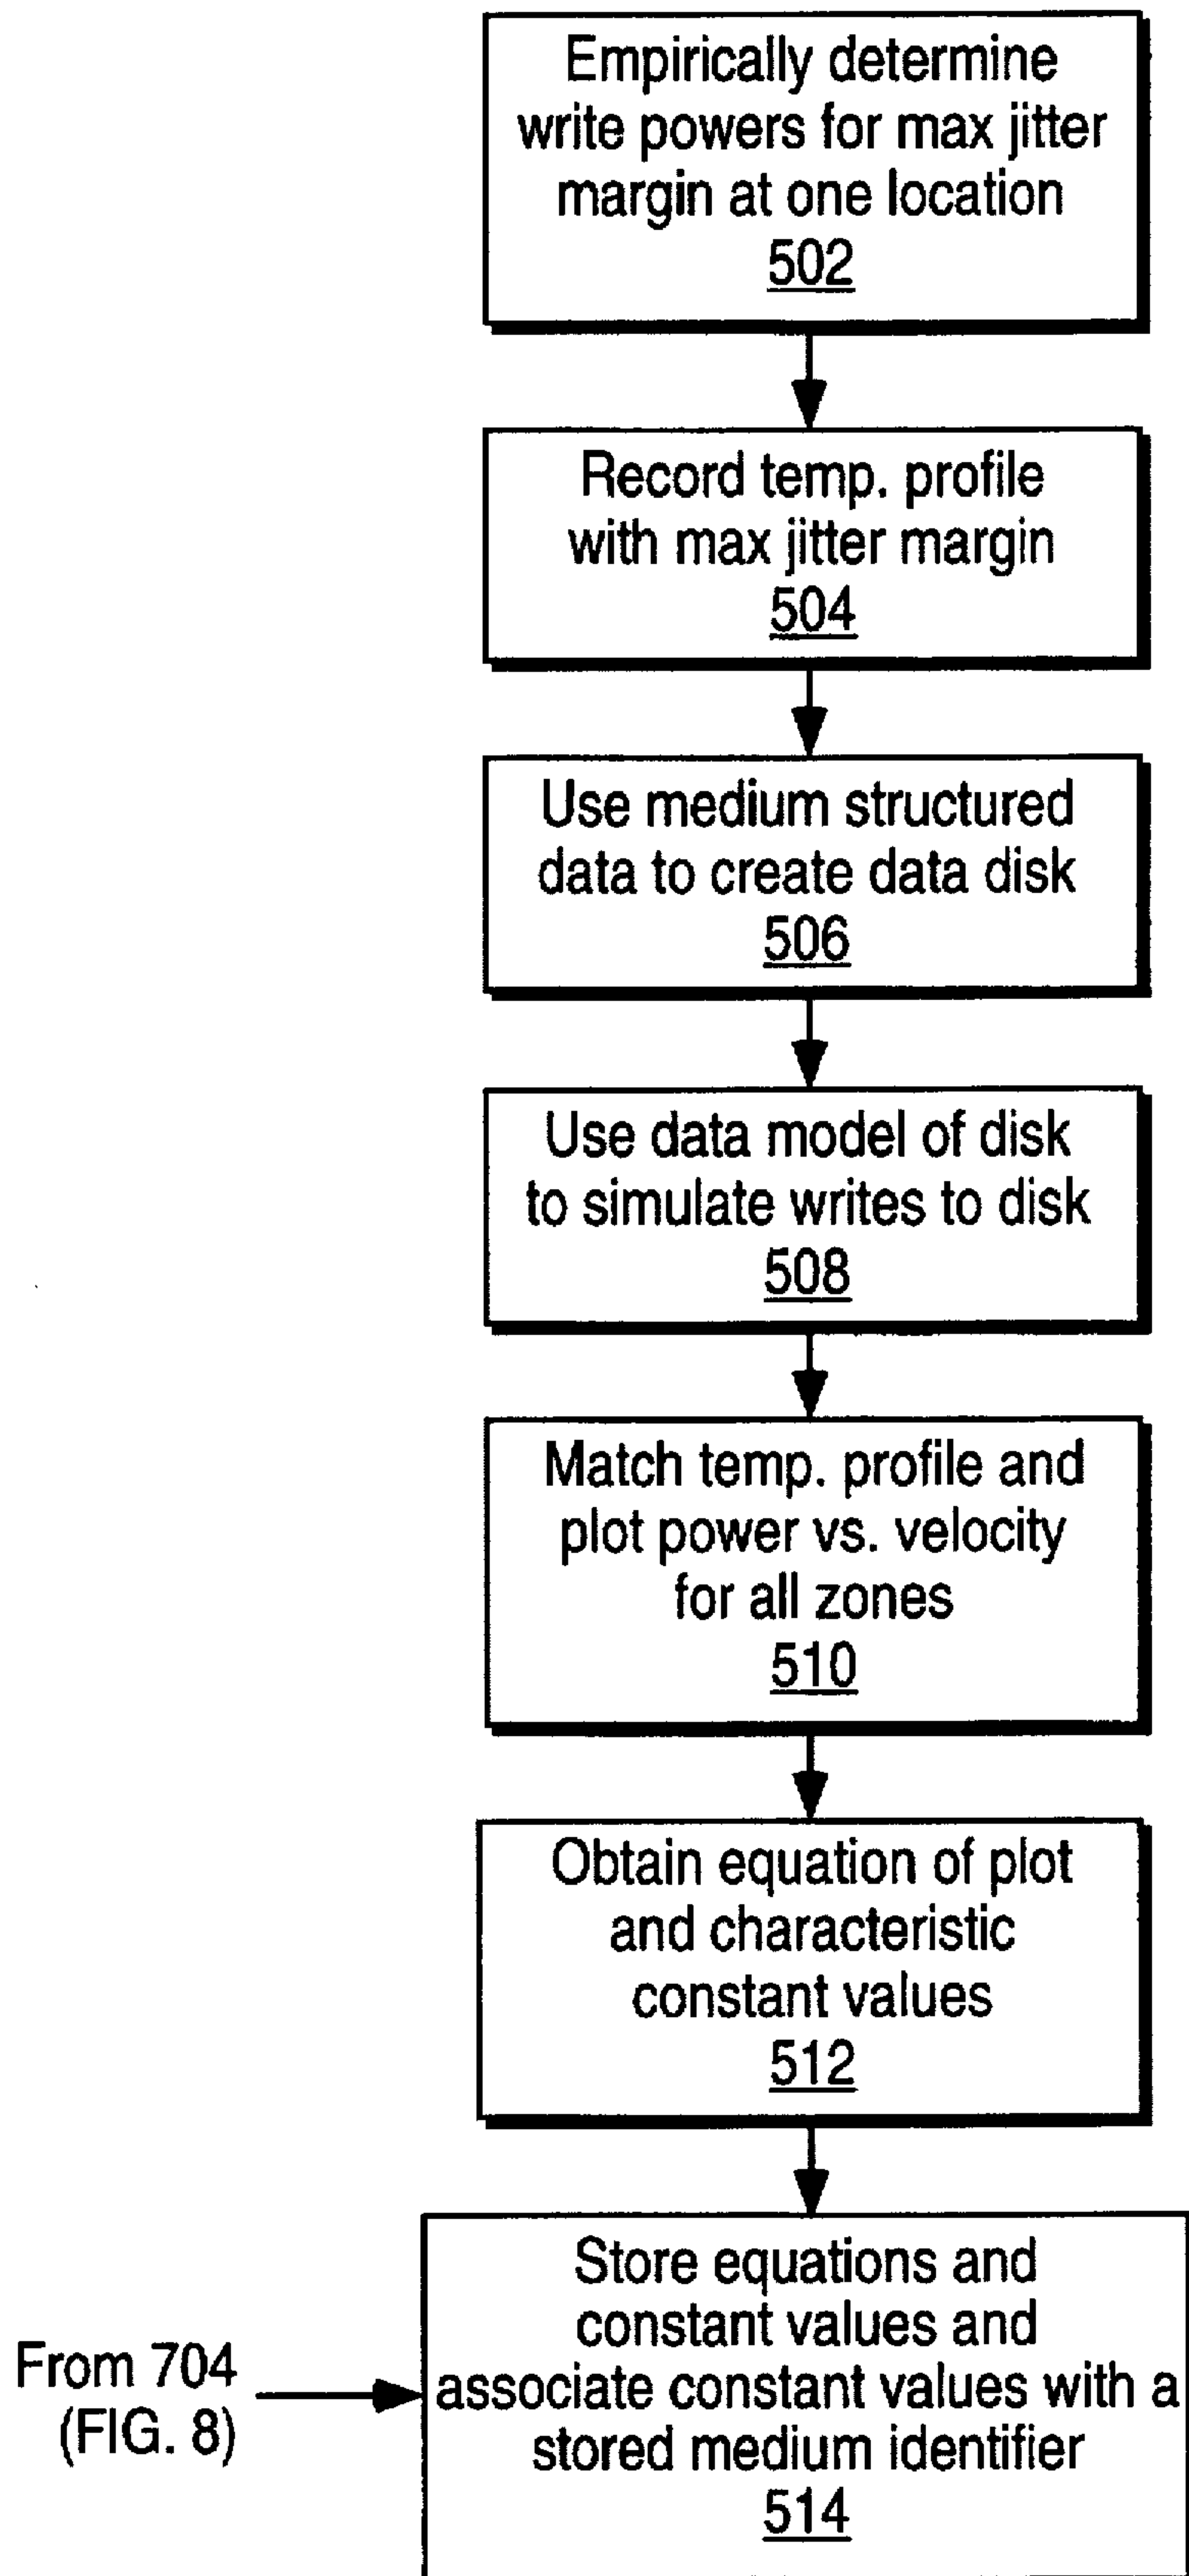 Empirically determine
write powers for max jitter
margin at one location
502
Record temp. profile
with max jitter margin
504
Use medium structured
data to create data disk
506
Use data model of disk
to simulate writes to disk
508
Match temp. profile and
plot power vs. velocity
for all zones
510
Obtain equation of plot
and characteristic
constant values
512
From 704
(FIG. 8)
Store equations and
constant values and
associate constant values with a
stored medium identifier
514